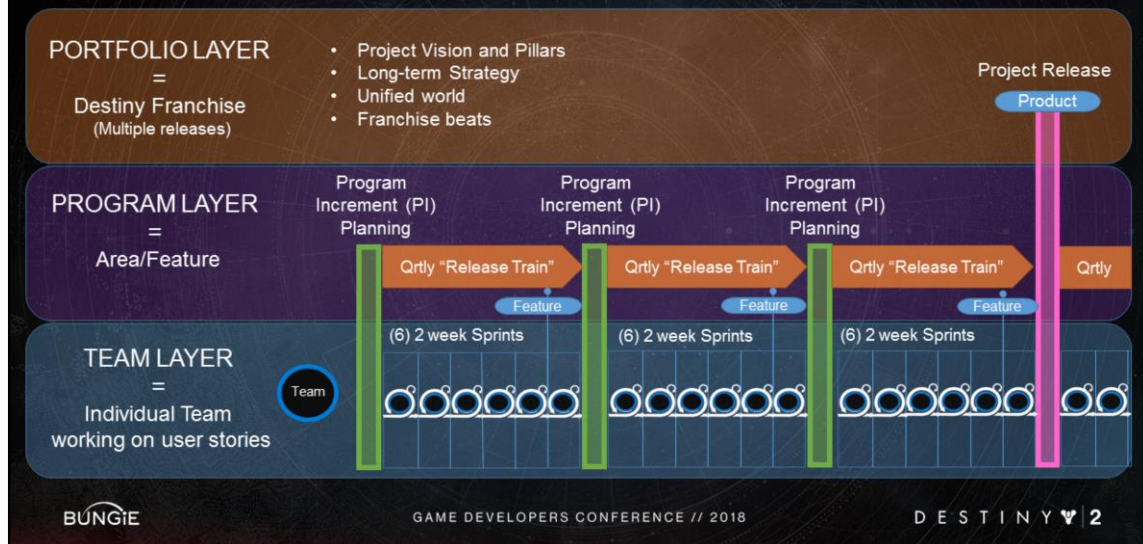 PORTFOLIO LAYER
=
Destiny Franchise
(Multiple releases)
• Project Vision and Pillars
• Long-term Strategy
• Unified world
• Franchise beats
Project Release
Product
PROGRAM LAYER
=
Area/Feature
Program
Increment (PI)
Planning
Program
Increment (PI)
Planning
Program
Increment (PI)
Planning
Qrtly “Release Train”
Qrtly “Release Train”
Qrtly “Release Train”
Qrtly
Feature
Feature
Feature
TEAM LAYER
=
Individual Team
working on user stories
Team
(6) 2 week Sprints
(6) 2 week Sprints
(6) 2 week Sprints
BUNGiE
GAME DEVELOPERS CONFERENCE // 2018
DESTINY 2